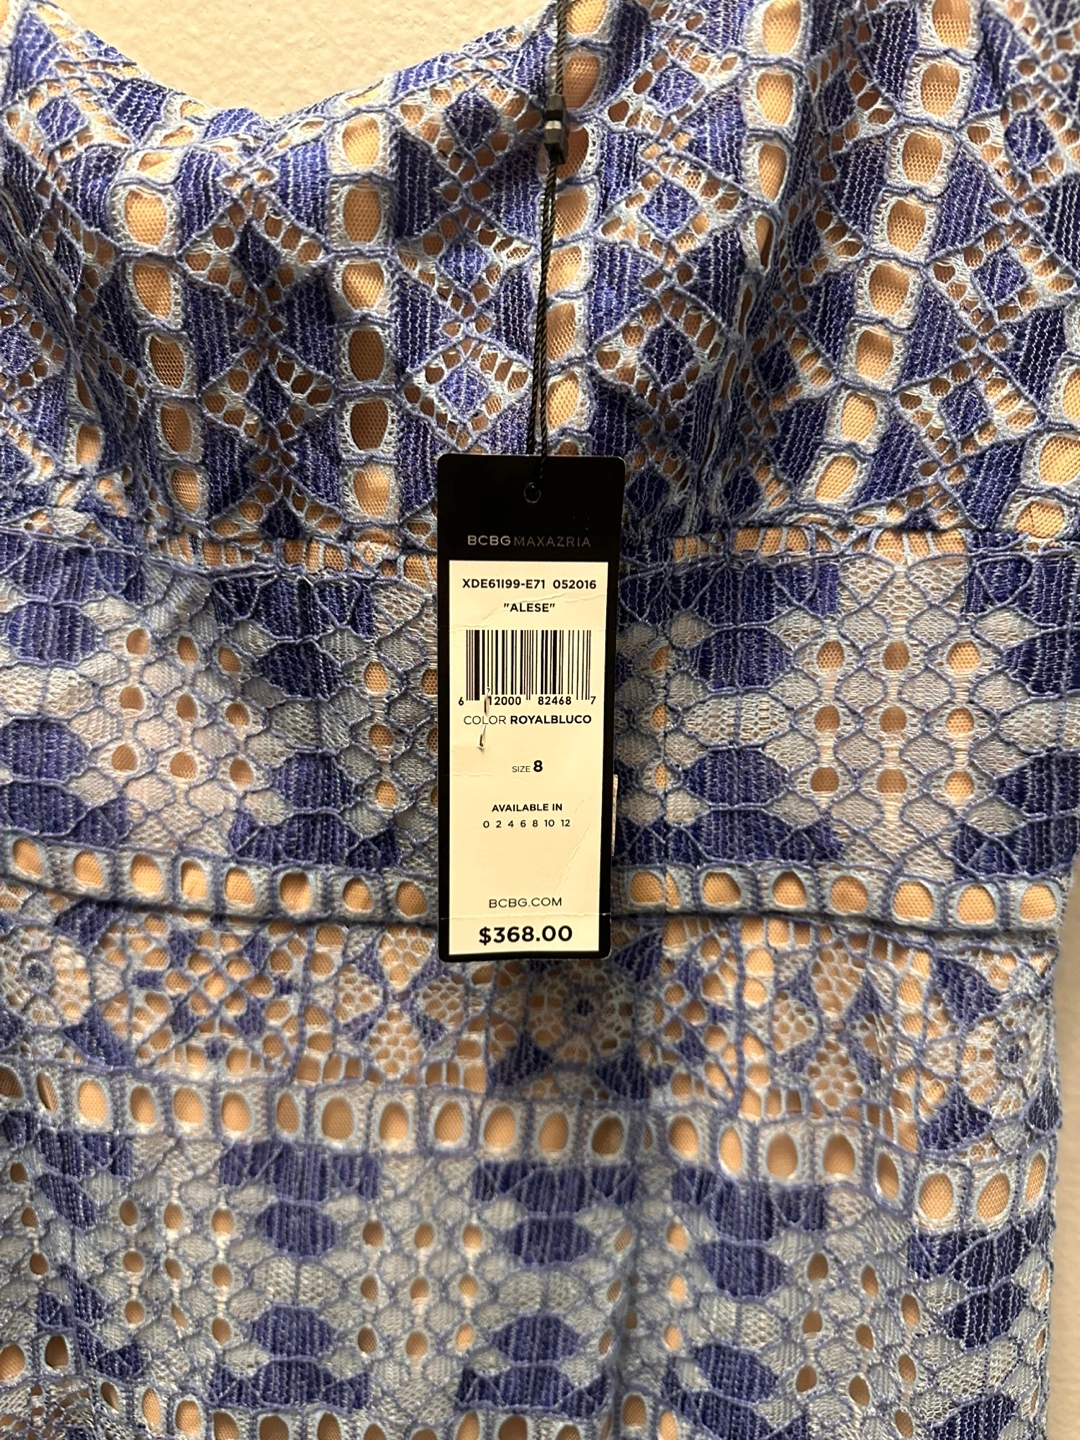 BCBGMAXAZRIA
XDE61I99-E71 052016
"ALESE"
6 12000 82468 7
COLOR ROYALBLUCO
SIZE 8
AVAILABLE IN
0 2 4 6 8 10 12
BCBG.COM
$368.00